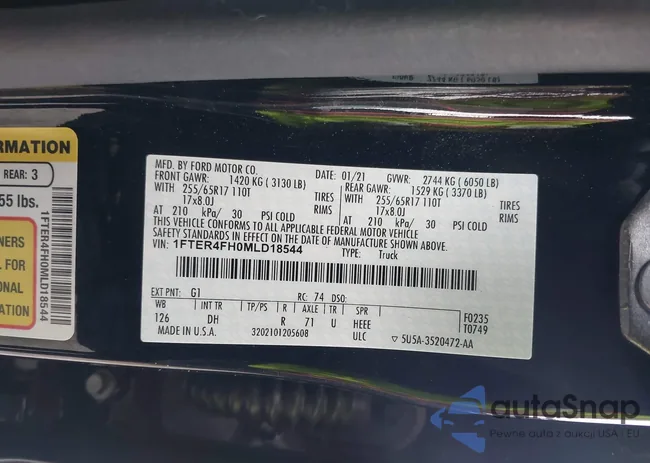 ORMATION
REAR: 3
55 lbs.
NERS
L FOR
ONAL
ION
1FTER4FH0MLD18544
MFD. BY FORD MOTOR CO.
DATE: 01/21 GVWR: 2744 KG ( 6050 LB)
FRONT GAWR: 1420 KG ( 3130 LB)
REAR GAWR: 1529 KG ( 3370 LB)
WITH 255/65R17 110T TIRES
WITH 255/65R17 110T TIRES
17x8.0J RIMS
17x8.0J RIMS
AT 210 kPa/ 30 PSI COLD
AT 210 kPa/ 30 PSI COLD
THIS VEHICLE CONFORMS TO ALL APPLICABLE FEDERAL MOTOR VEHICLE
SAFETY STANDARDS IN EFFECT ON THE DATE OF MANUFACTURE SHOWN ABOVE.
VIN: 1FTER4FH0MLD18544
TYPE: Truck
EXT PNT: G1 RC: 74 DSO:
WB INT TR TP/PS R AXLE TR SPR
126 DH R 71 U HEEE
F0235
T0749
MADE IN U.S.A. 3202101205608 ULC
▽ 5U5A-3520472-AA
autoSnap
Pewne auta z aukcji USA i EU